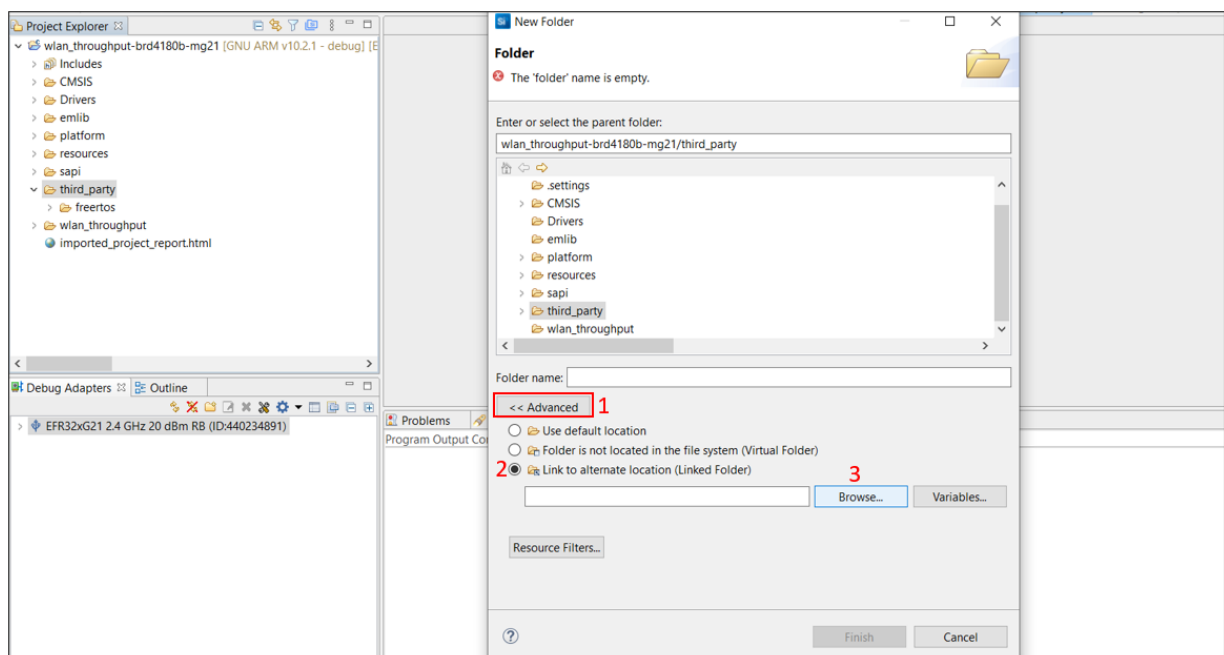 Project Explorer
wlan_throughput-brd4180b-mg21 [GNU ARM v10.2.1 - debug] [E
Includes
CMSIS
Drivers
emlib
platform
resources
sapi
third_party
freertos
wlan_throughput
imported_project_report.html
Debug Adapters
Outline
EFR32xG21 2.4 GHz 20 dBm RB (ID:440234891)
Problems
Program Output Co
Si New Folder
Folder
The 'folder' name is empty.
Enter or select the parent folder:
wlan_throughput-brd4180b-mg21/third_party
.settings
CMSIS
Drivers
emlib
platform
resources
sapi
third_party
wlan_throughput
Folder name:
<< Advanced 1
Use default location
Folder is not located in the file system (Virtual Folder)
2 Link to alternate location (Linked Folder)
3
Browse... Variables...
Resource Filters...
? Finish Cancel